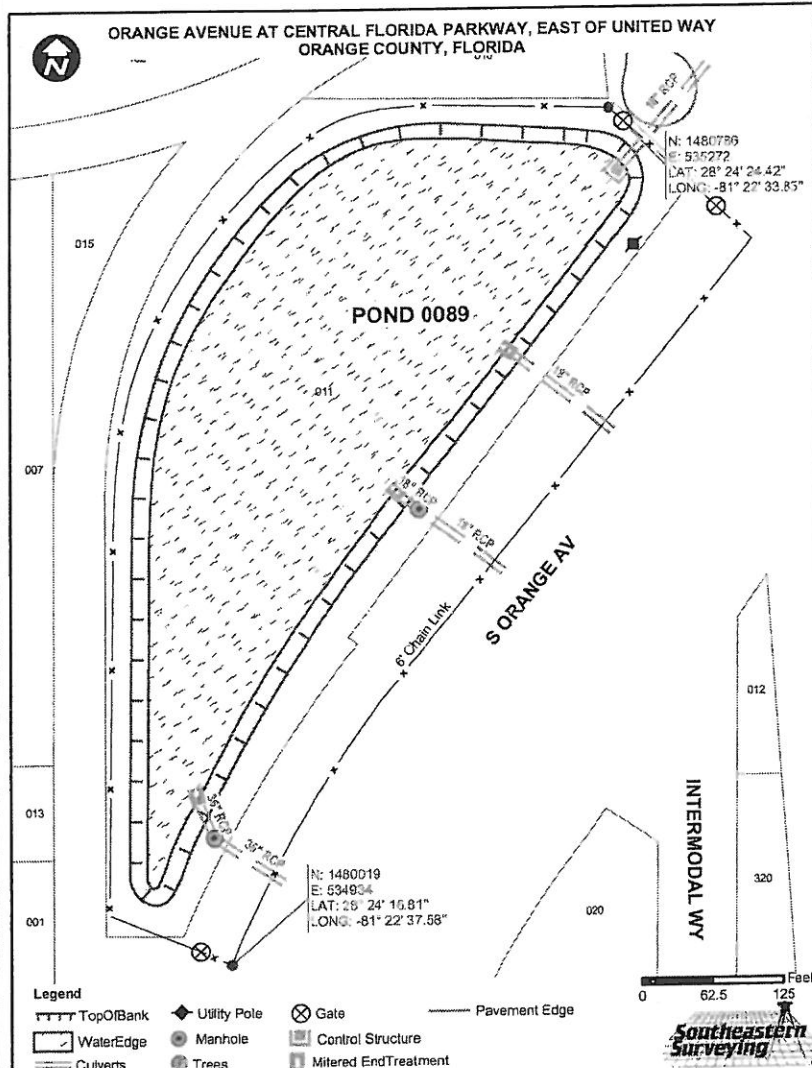 ORANGE AVENUE AT CENTRAL FLORIDA PARKWAY, EAST OF UNITED WAY
ORANGE COUNTY, FLORIDA
N
18" RCP
N: 1480786
E: 535272
LAT: 28° 24' 24.42"
LONG: -81° 22' 33.85"
015
POND 0089
011
18" RCP
007
18" RCP
18" RCP
S ORANGE AV
6' Chain Link
012
INTERMODAL WY
013
36" RCP
36" RCP
N: 1480019
E: 534934
LAT: 28° 24' 16.81"
LONG: -81° 22' 37.58"
001
020
320
Feet
0 62.5 125
Legend
TopOfBank
Utility Pole
Gate
Pavement Edge
WaterEdge
Manhole
Control Structure
Culverts
Trees
Mitered EndTreatment
Southeastern
Surveying